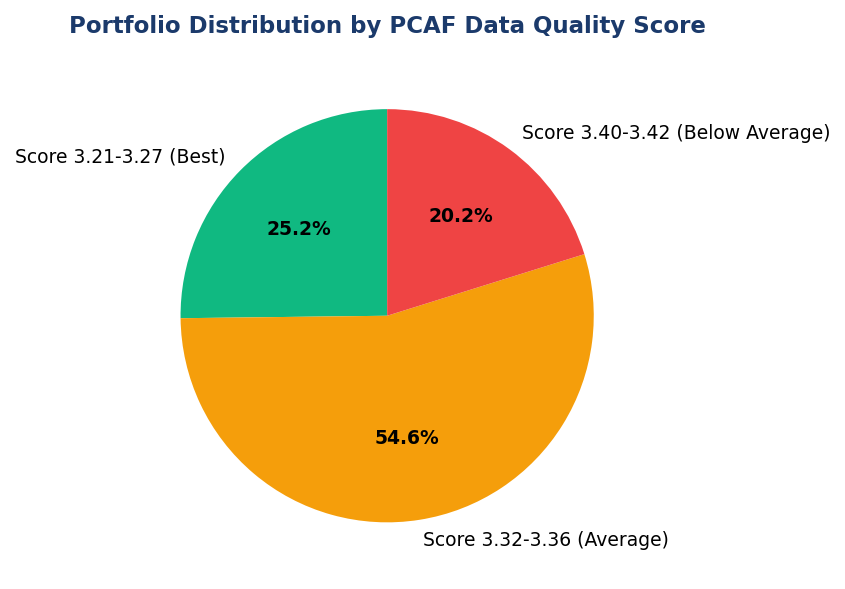 Portfolio Distribution by PCAF Data Quality Score
Score 3.40-3.42 (Below Average)
Score 3.21-3.27 (Best)
20.2%
25.2%
54.6%
Score 3.32-3.36 (Average)